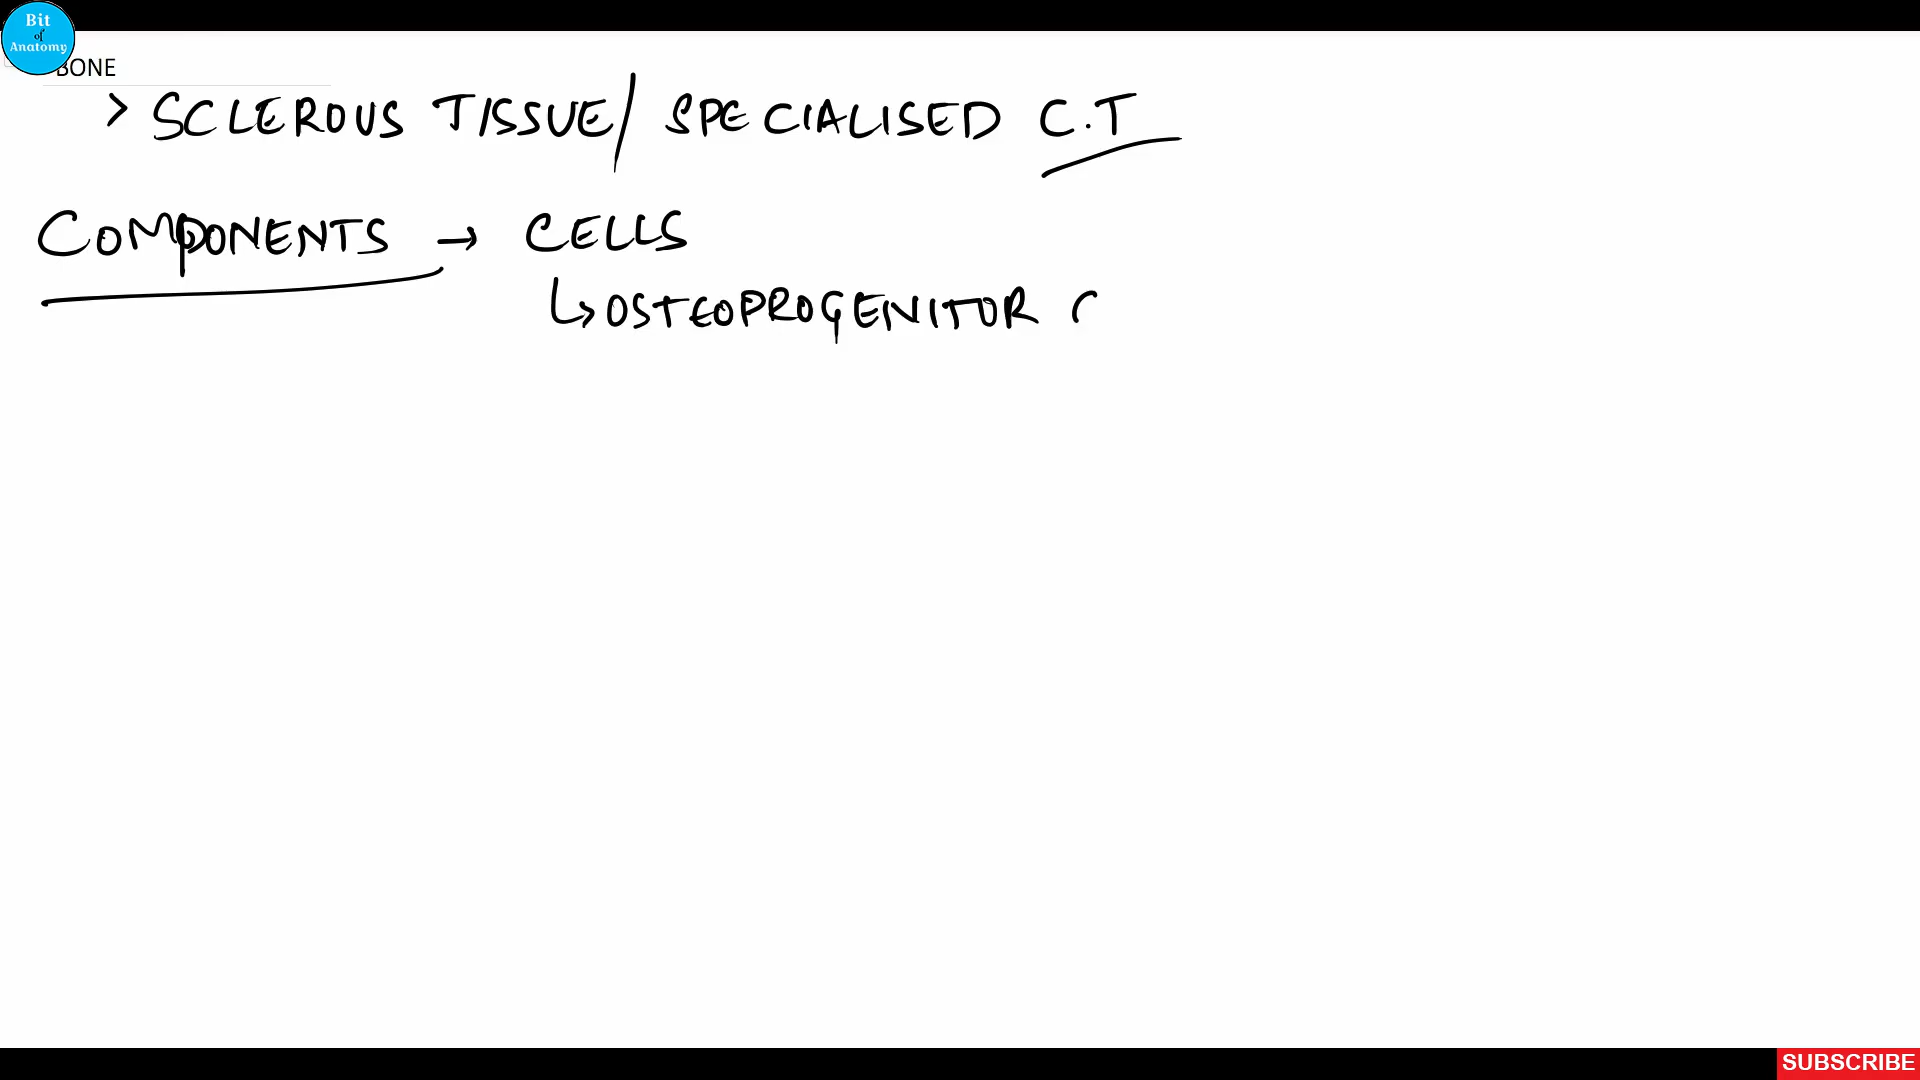 Bit
of
Anatomy
BONE
> SCLEROUS TISSUE/ SPECIALISED C.T
COMPONENTS → CELLS
↳ OSTEOPROGENITOR C
SUBSCRIBE